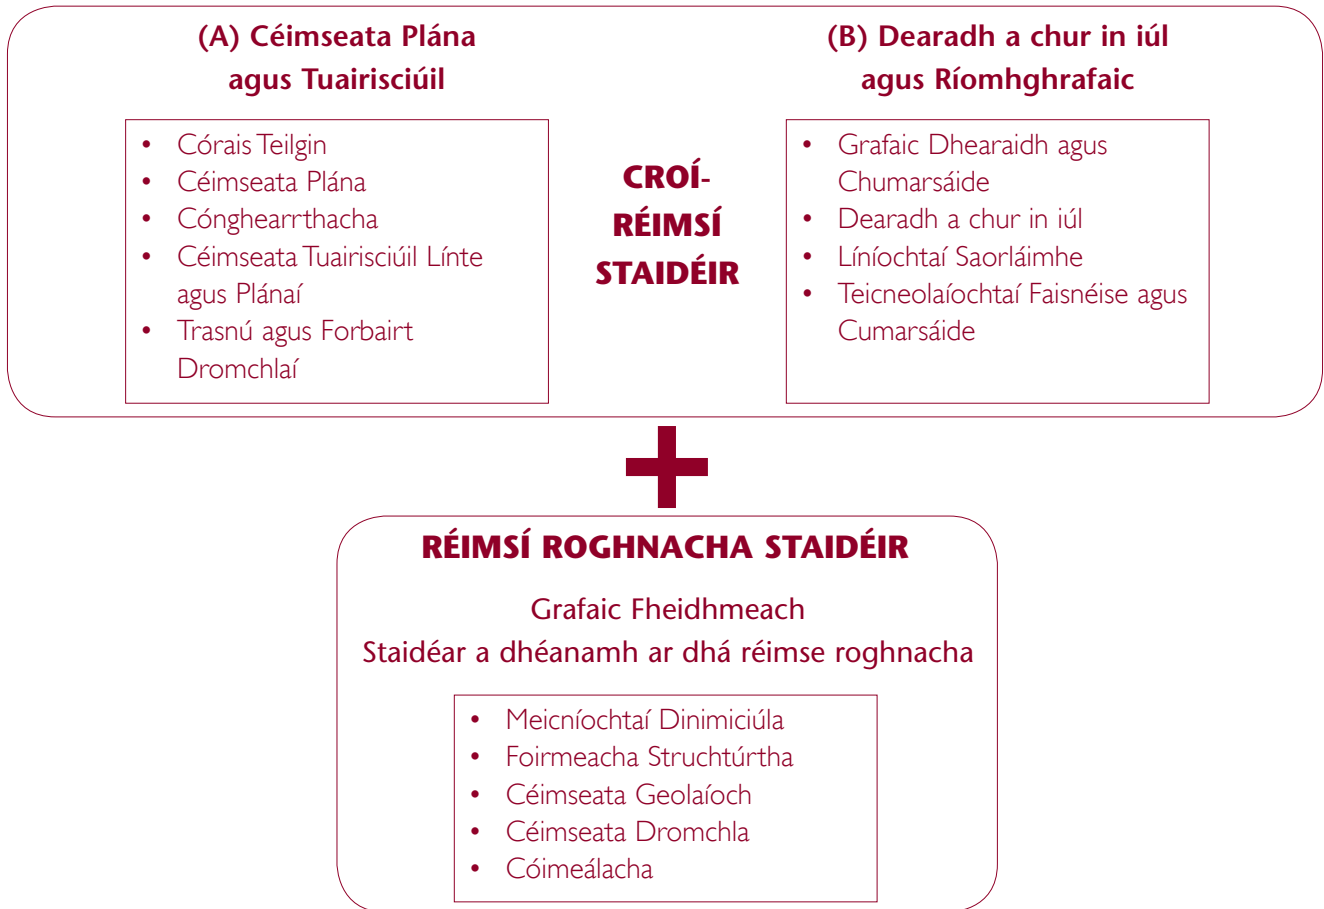 (A) Céimseata Plána
agus Tuairisciúil
• Córais Teilgin
• Céimseata Plána
• Cónghearrthacha
• Céimseata Tuairisciúil Línte
agus Plánaí
• Trasnú agus Forbairt
Dromchlaí
CROÍ-
RÉIMSÍ
STAIDÉIR
(B) Dearadh a chur in iúl
agus Ríomhghrafaic
• Grafaic Dhearaidh agus
Chumarsáide
• Dearadh a chur in iúl
• Líníochtaí Saorláimhe
• Teicneolaíochtaí Faisnéise agus
Cumarsáide
RÉIMSÍ ROGHNACHA STAIDÉIR
Grafaic Fheidhmeach
Staidéar a dhéanamh ar dhá réimse roghnacha
• Meicníochtaí Dinimiciúla
• Foirmeacha Struchtúrtha
• Céimseata Geolaíoch
• Céimseata Dromchla
• Cóimeálacha